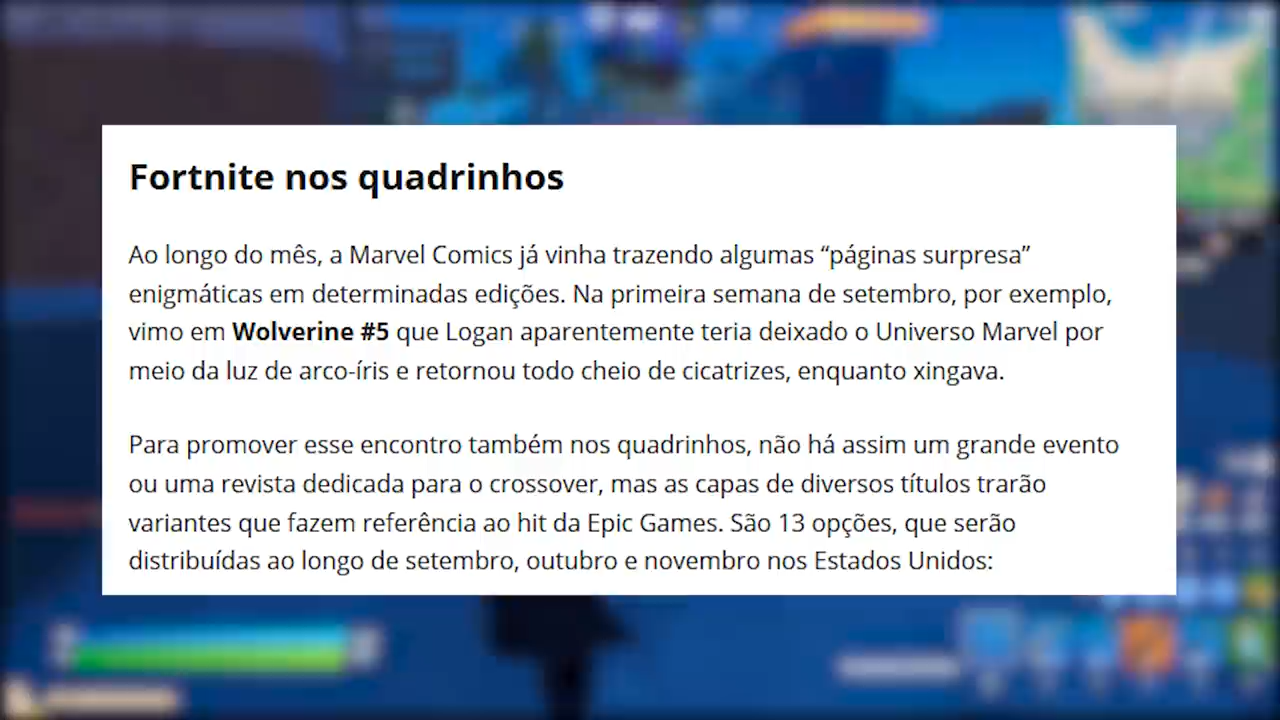 Fortnite nos quadrinhos
Ao longo do mês, a Marvel Comics já vinha trazendo algumas “páginas surpresa”
enigmáticas em determinadas edições. Na primeira semana de setembro, por exemplo,
vimo em Wolverine #5 que Logan aparentemente teria deixado o Universo Marvel por
meio da luz de arco-íris e retornou todo cheio de cicatrizes, enquanto xingava.
Para promover esse encontro também nos quadrinhos, não há assim um grande evento
ou uma revista dedicada para o crossover, mas as capas de diversos títulos trarão
variantes que fazem referência ao hit da Epic Games. São 13 opções, que serão
distribuídas ao longo de setembro, outubro e novembro nos Estados Unidos: